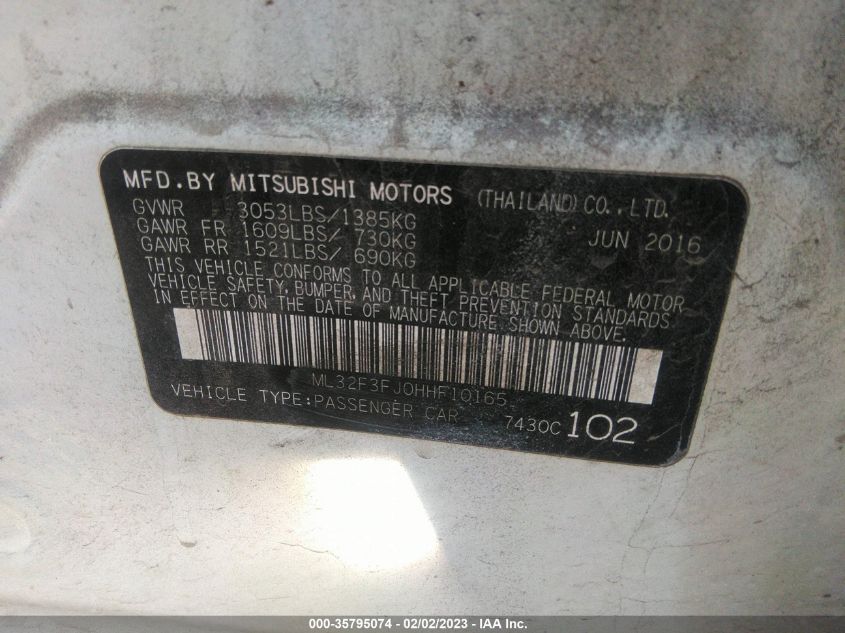 MFD.BY MITSUBISHI MOTORS (THAILAND)CO.,LTD.
GVWR 3053LBS/1385KG JUN 2016
GAWR FR 1609LBS/ 730KG
GAWR RR 1521LBS/ 690KG
THIS VEHICLE CONFORMS TO ALL APPLICABLE FEDERAL MOTOR
VEHICLE SAFETY, BUMPER, AND THEFT PREVENTION STANDARDS
IN EFFECT ON THE DATE OF MANUFACTURE SHOWN ABOVE.
ML32F3FJ0HHF10165
VEHICLE TYPE:PASSENGER CAR 7430C 102
000-35795074 - 02/02/2023 - IAA Inc.